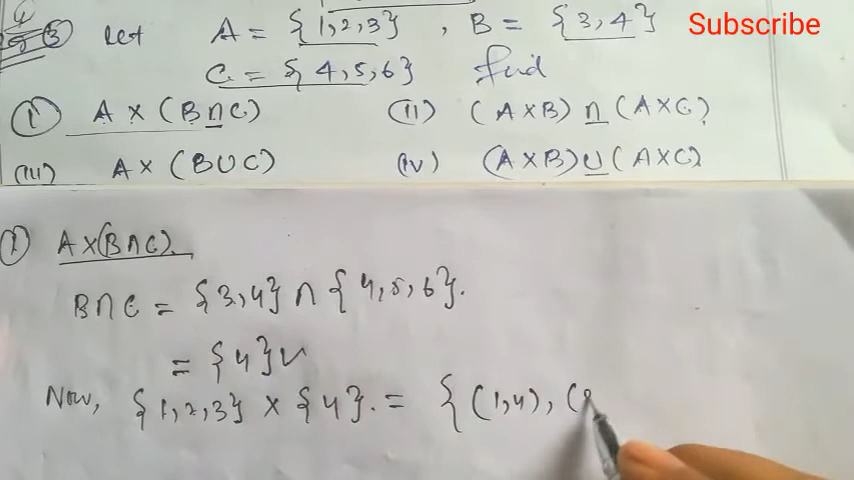 ③ Let A = {1,2,3} , B = {3,4}
C = {4,5,6} find
(i) A × (B∩C) (ii) (A×B) ∩ (A×C)
(iii) A × (B∪C) (iv) (A×B) ∪ (A×C)
Subscribe
(i) A×(B∩C).
B∩C = {3,4} ∩ {4,5,6}.
= {4}
Now, {1,2,3} × {4}. = { (1,4), (